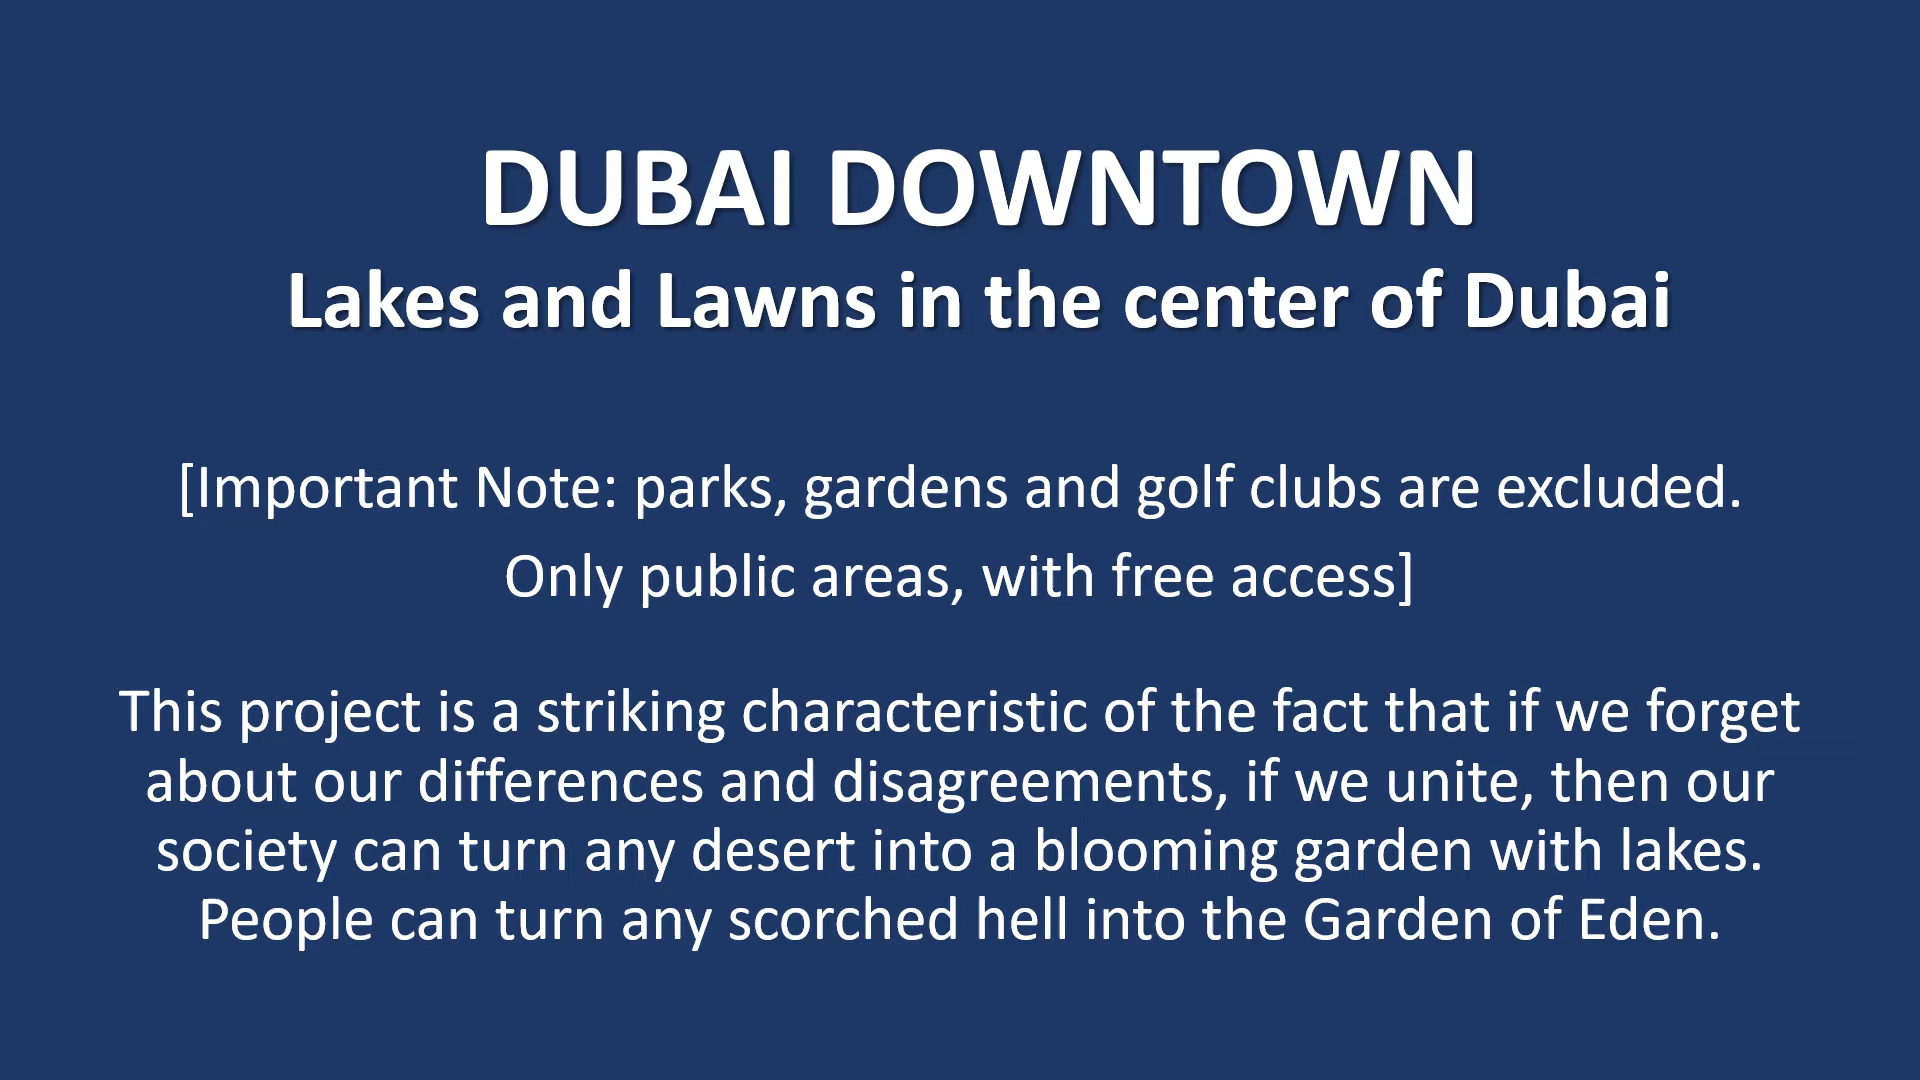 DUBAI DOWNTOWN
Lakes and Lawns in the center of Dubai
[Important Note: parks, gardens and golf clubs are excluded.
Only public areas, with free access]
This project is a striking characteristic of the fact that if we forget
about our differences and disagreements, if we unite, then our
society can turn any desert into a blooming garden with lakes.
People can turn any scorched hell into the Garden of Eden.